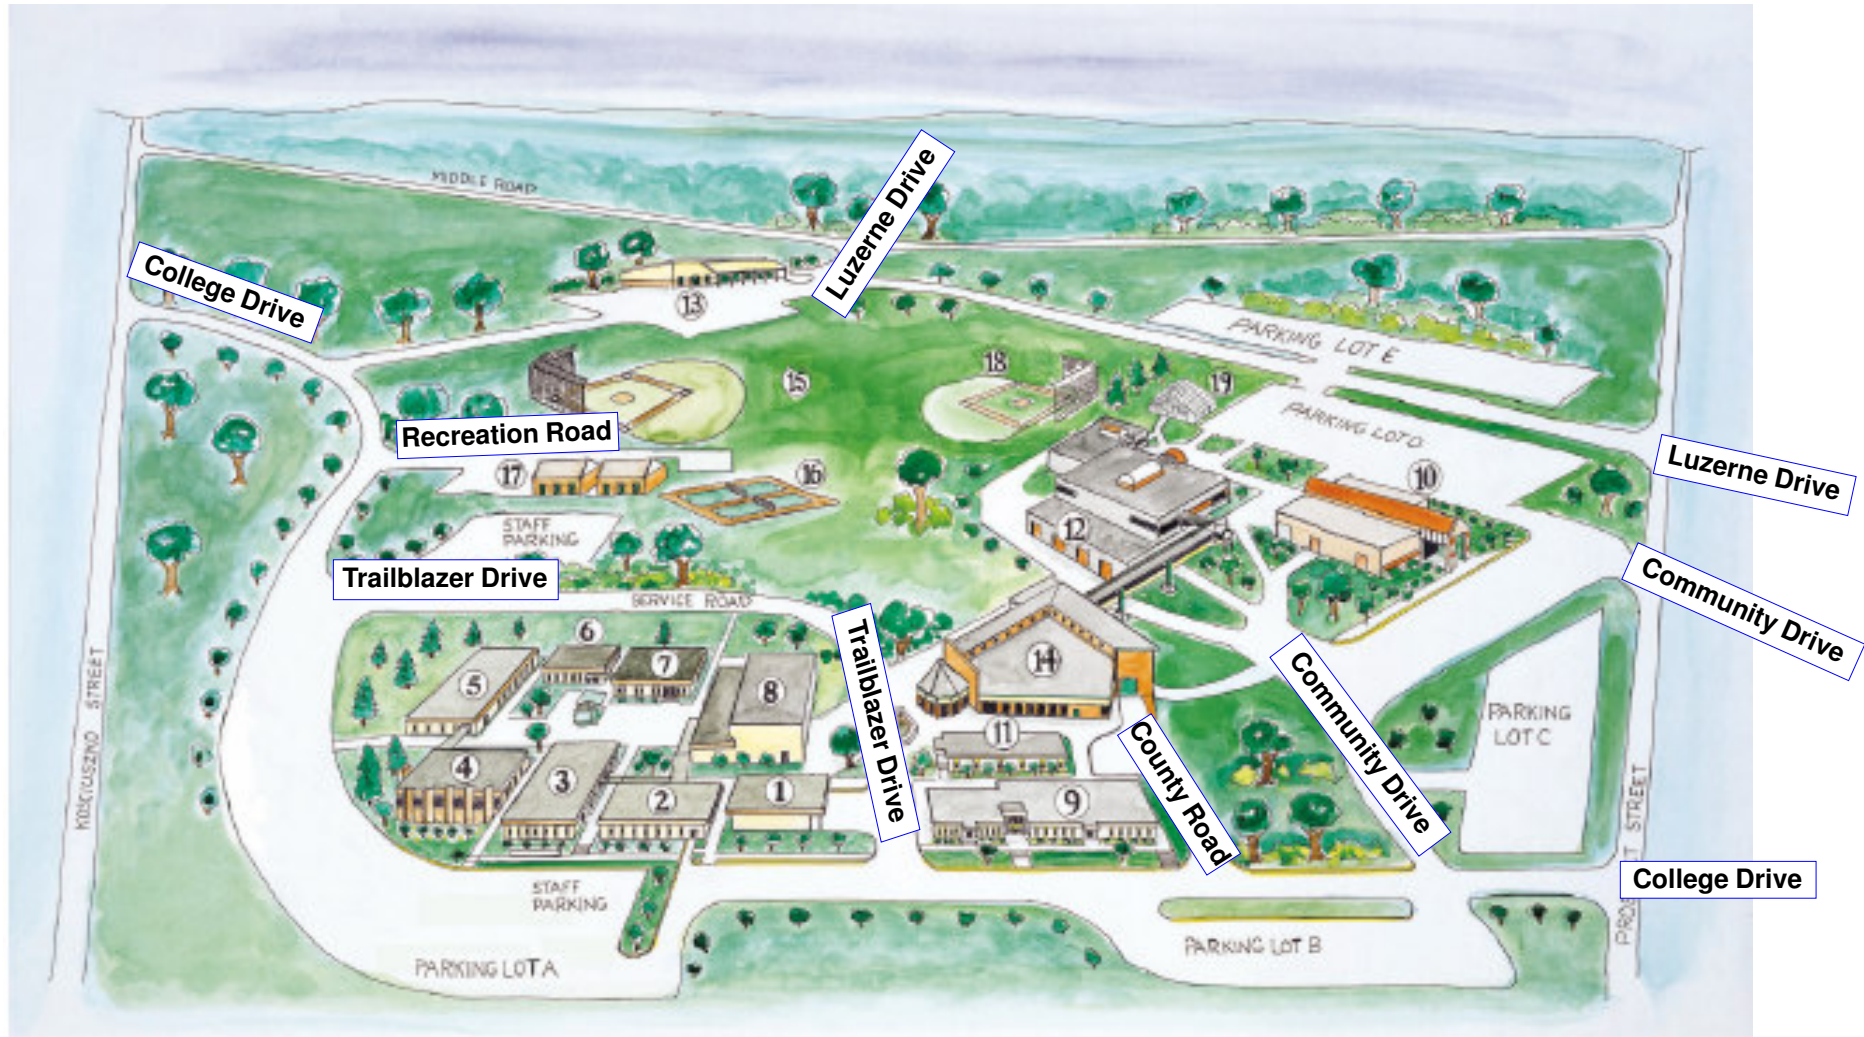 MIDDLE ROAD
Luzerne Drive
College Drive
13
PARKING LOT E
15
18
19
PARKING LOT D
Recreation Road
17
16
10
Luzerne Drive
STAFF
PARKING
12
Trailblazer Drive
SERVICE ROAD
Community Drive
6
7
5
8
Trailblazer Drive
14
Community Drive
KOSCIUSZKO STREET
PARKING
LOT C
11
County Road
4
3
2
1
9
STREET
College Drive
STAFF
PARKING
PARKING LOT A
PARKING LOT B